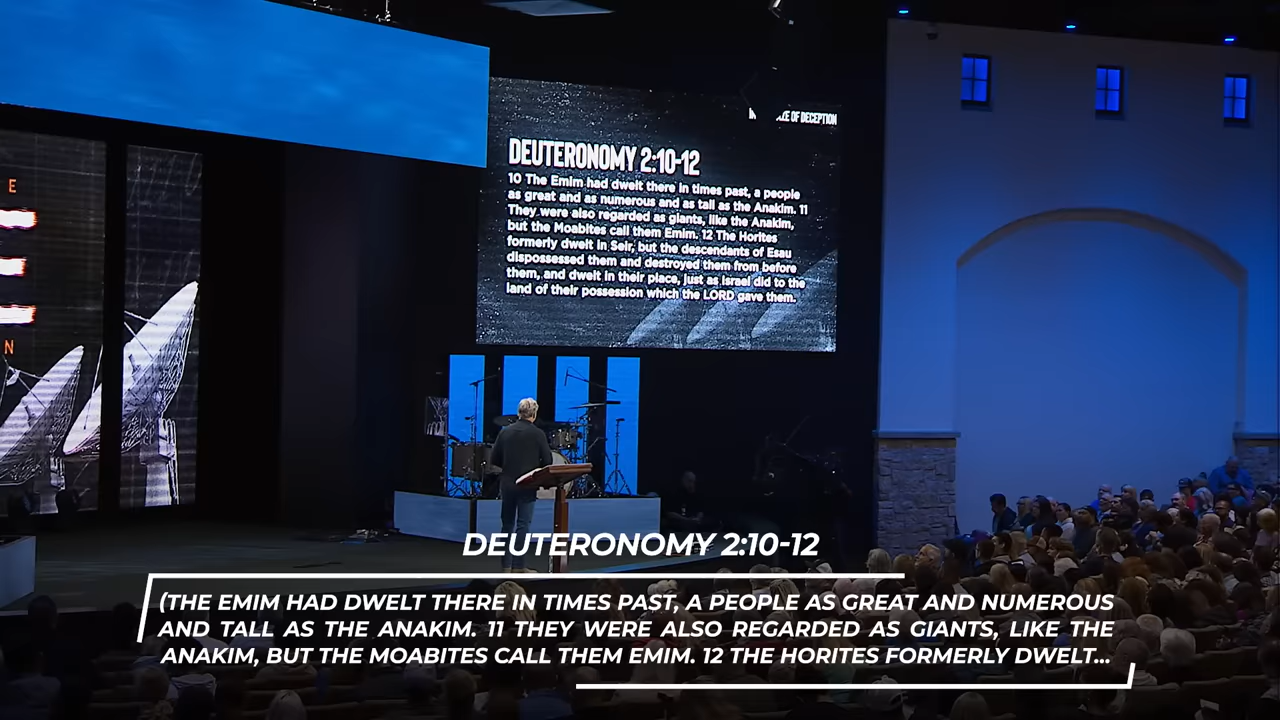 E
N
AZE OF DECEPTION
DEUTERONOMY 2:10-12
10 The Emim had dwelt there in times past, a people
as great and as numerous and as tall as the Anakim. 11
They were also regarded as giants, like the Anakim,
but the Moabites call them Emim. 12 The Horites
formerly dwelt in Seir, but the descendants of Esau
dispossessed them and destroyed them from before
them, and dwelt in their place, just as Israel did to the
land of their possession which the LORD gave them.
DEUTERONOMY 2:10-12
(THE EMIM HAD DWELT THERE IN TIMES PAST, A PEOPLE AS GREAT AND NUMEROUS
AND TALL AS THE ANAKIM. 11 THEY WERE ALSO REGARDED AS GIANTS, LIKE THE
ANAKIM, BUT THE MOABITES CALL THEM EMIM. 12 THE HORITES FORMERLY DWELT...